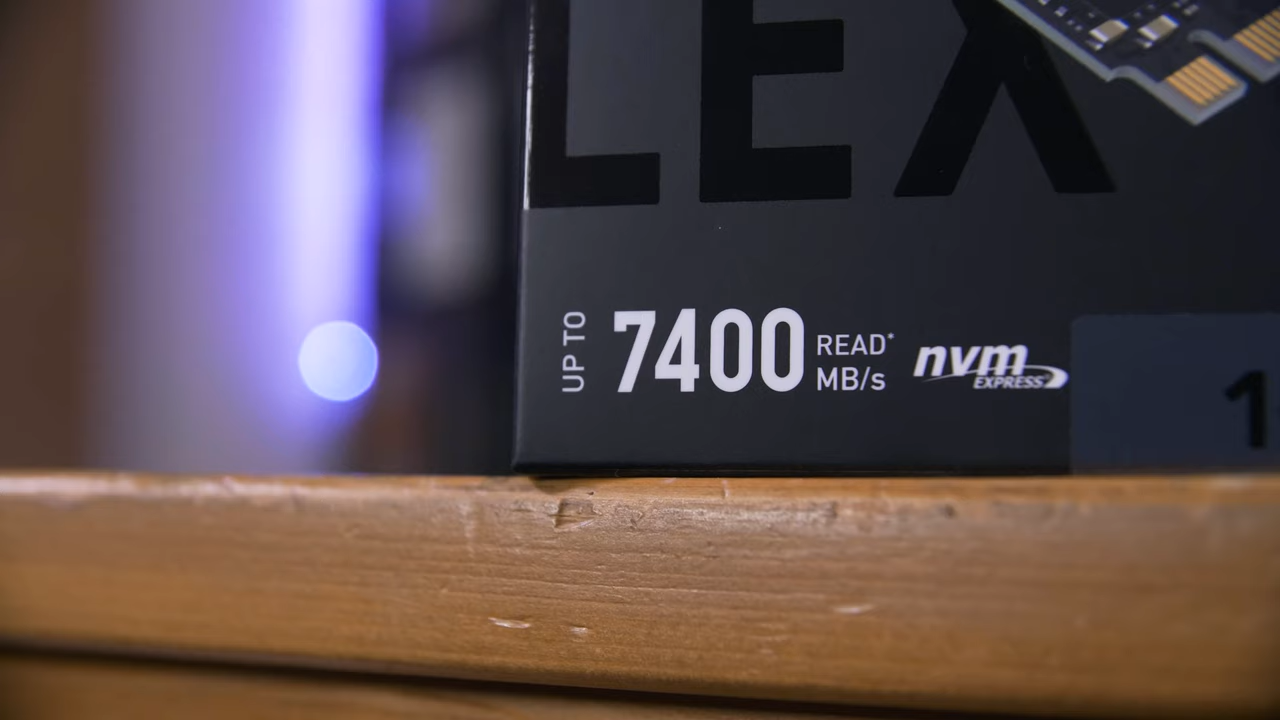 LEX
UP TO
7400
READ*
MB/s
nvm
EXPRESS
1